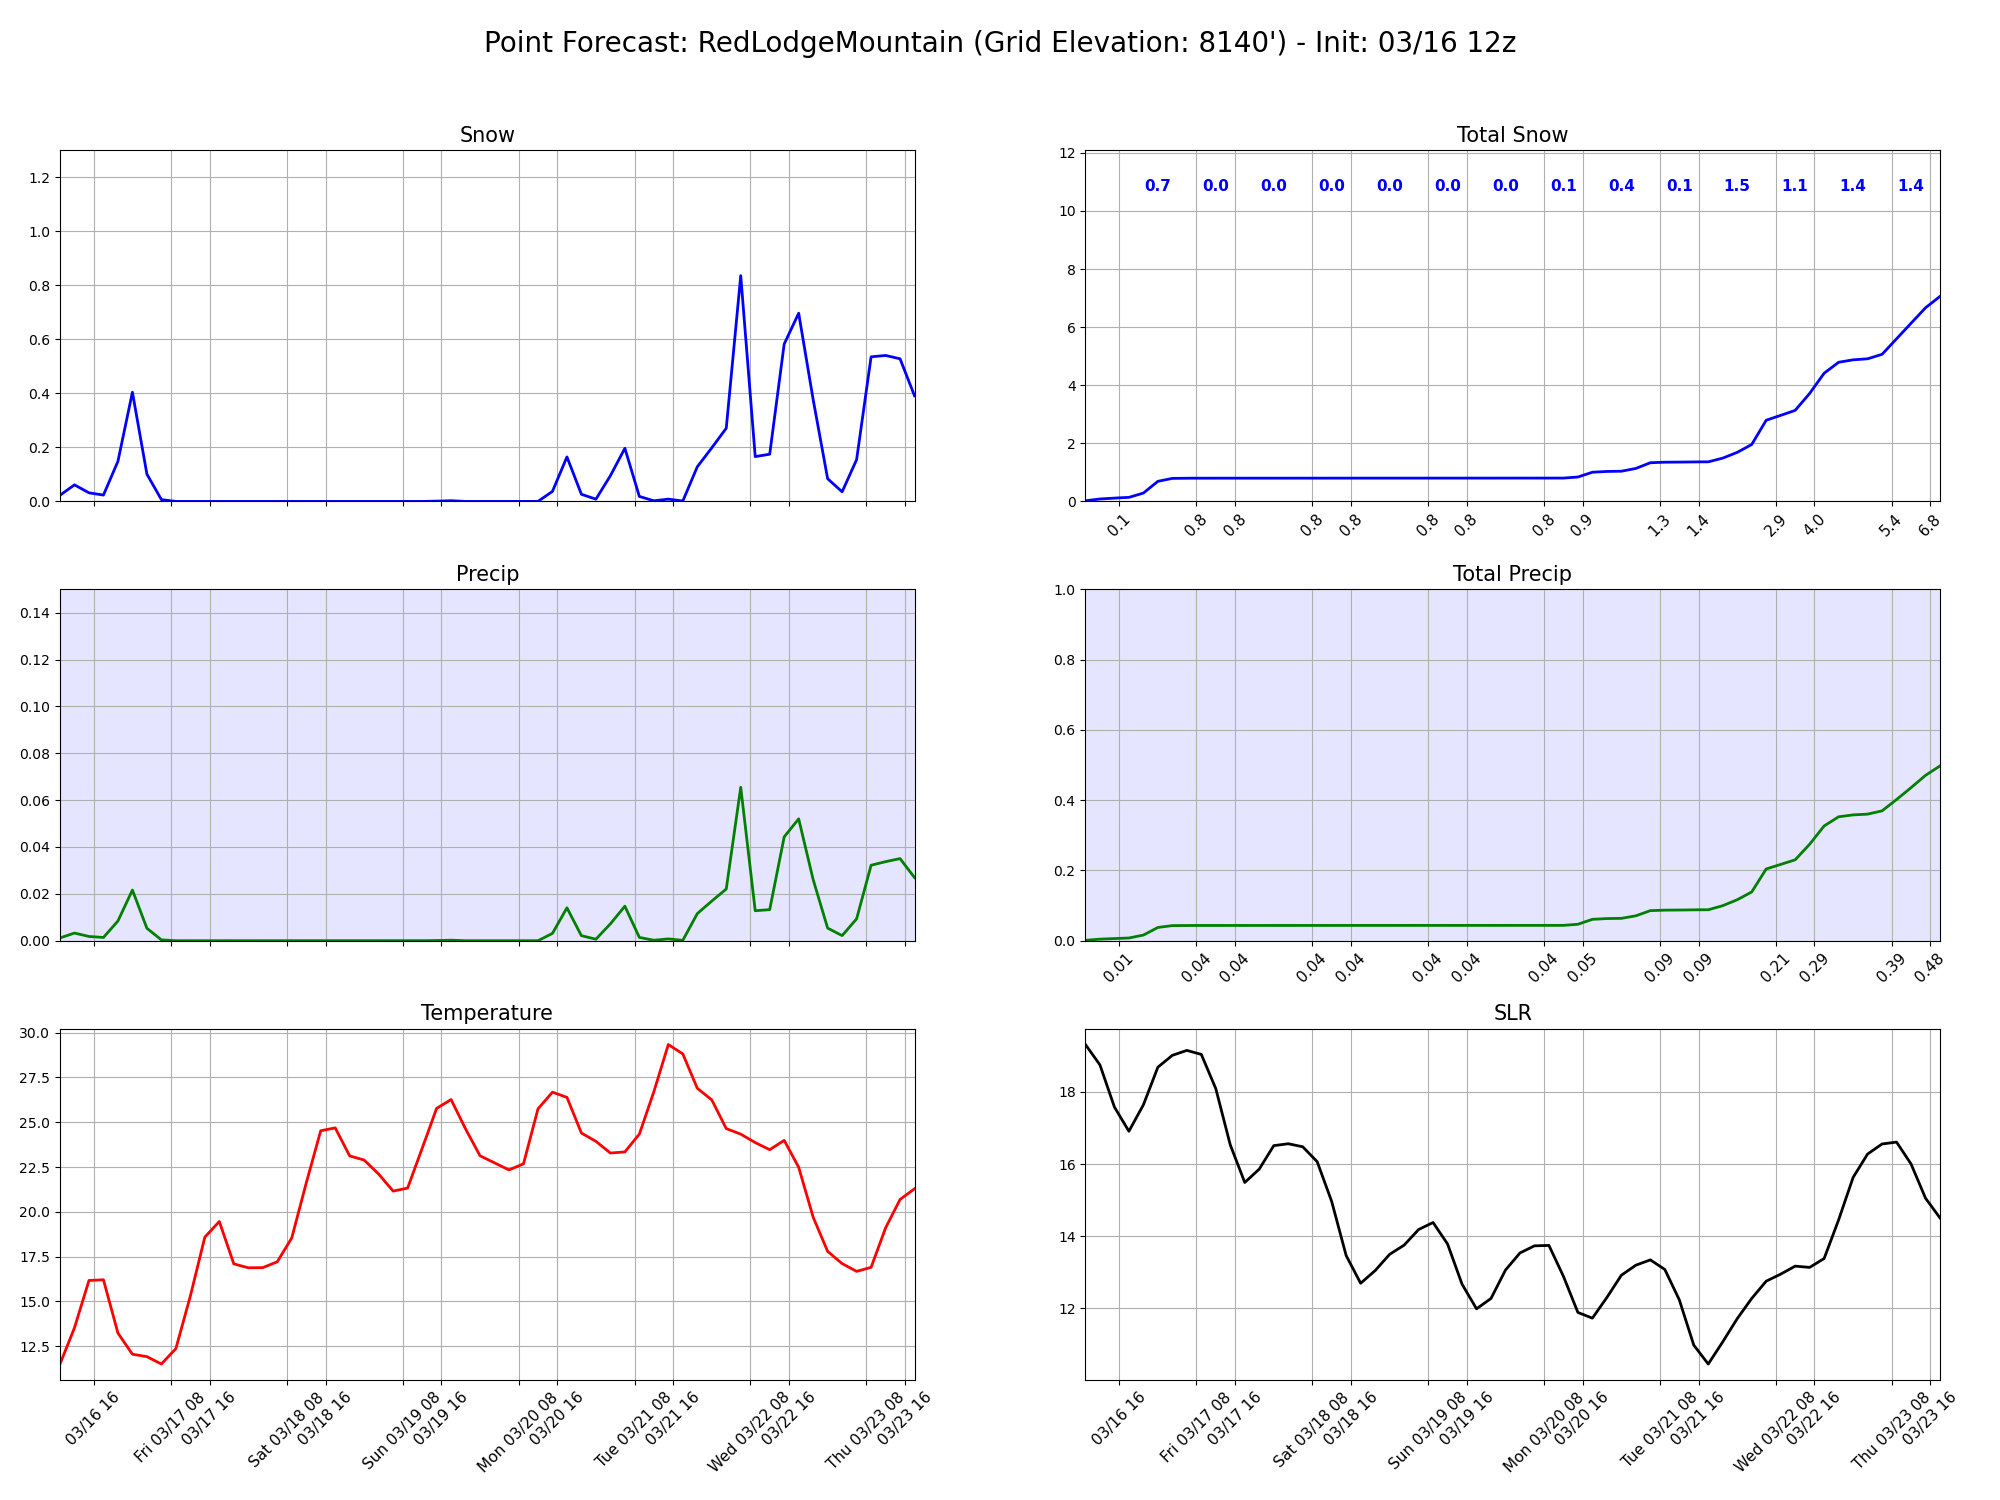 Point Forecast: RedLodgeMountain (Grid Elevation: 8140') - Init: 03/16 12z
Snow
1.2
1.0
0.8
0.6
0.4
0.2
0.0
Total Snow
12
10
8
6
4
2
0
0.7 0.0 0.0 0.0 0.0 0.0 0.0 0.1 0.4 0.1 1.5 1.1 1.4 1.4
0.1 0.8 0.8 0.8 0.8 0.8 0.8 0.8 0.9 1.3 1.4 2.9 4.0 5.4 6.8
Precip
0.14
0.12
0.10
0.08
0.06
0.04
0.02
0.00
Total Precip
1.0
0.8
0.6
0.4
0.2
0.0
0.01 0.04 0.04 0.04 0.04 0.04 0.04 0.04 0.05 0.09 0.09 0.21 0.29 0.39 0.48
Temperature
30.0
27.5
25.0
22.5
20.0
17.5
15.0
12.5
03/16 16
Fri 03/17 08
03/17 16
Sat 03/18 08
03/18 16
Sun 03/19 08
03/19 16
Mon 03/20 08
03/20 16
Tue 03/21 08
03/21 16
Wed 03/22 08
03/22 16
Thu 03/23 08
03/23 16
SLR
18
16
14
12
03/16 16
Fri 03/17 08
03/17 16
Sat 03/18 08
03/18 16
Sun 03/19 08
03/19 16
Mon 03/20 08
03/20 16
Tue 03/21 08
03/21 16
Wed 03/22 08
03/22 16
Thu 03/23 08
03/23 16